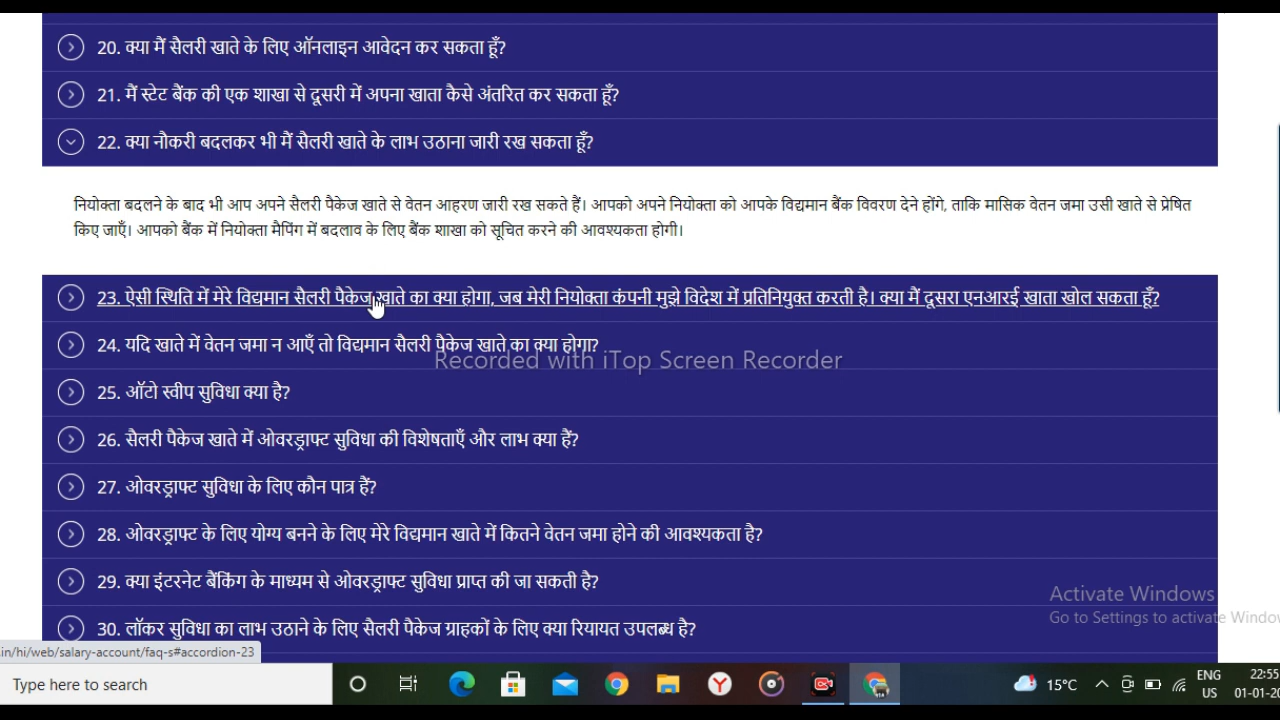 20. क्या मैं सैलरी खाते के लिए ऑनलाइन आवेदन कर सकता हूँ?
21. मैं स्टेट बैंक की एक शाखा से दूसरी में अपना खाता कैसे अंतरित कर सकता हूँ?
22. क्या नौकरी बदलकर भी मैं सैलरी खाते के लाभ उठाना जारी रख सकता हूँ?
नियोक्ता बदलने के बाद भी आप अपने सैलरी पैकेज खाते से वेतन आहरण जारी रख सकते हैं। आपको अपने नियोक्ता को आपके विद्यमान बैंक विवरण देने होंगे, ताकि मासिक वेतन जमा उसी खाते से प्रेषित
किए जाएँ। आपको बैंक में नियोक्ता मैपिंग में बदलाव के लिए बैंक शाखा को सूचित करने की आवश्यकता होगी।
23. ऐसी स्थिति में मेरे विद्यमान सैलरी पैकेज खाते का क्या होगा, जब मेरी नियोक्ता कंपनी मुझे विदेश में प्रतिनियुक्त करती है। क्या मैं दूसरा एनआरई खाता खोल सकता हूँ?
24. यदि खाते में वेतन जमा न आएँ तो विद्यमान सैलरी पैकेज खाते का क्या होगा?
Recorded with iTop Screen Recorder
25. ऑटो स्वीप सुविधा क्या है?
26. सैलरी पैकेज खाते में ओवरड्राफ्ट सुविधा की विशेषताएँ और लाभ क्या हैं?
27. ओवरड्राफ्ट सुविधा के लिए कौन पात्र हैं?
28. ओवरड्राफ्ट के लिए योग्य बनने के लिए मेरे विद्यमान खाते में कितने वेतन जमा होने की आवश्यकता है?
29. क्या इंटरनेट बैंकिंग के माध्यम से ओवरड्राफ्ट सुविधा प्राप्त की जा सकती है?
Activate Windows
Go to Settings to activate Windo
30. लॉकर सुविधा का लाभ उठाने के लिए सैलरी पैकेज ग्राहकों के लिए क्या रियायत उपलब्ध है?
.in/hi/web/salary-account/faq-s#accordion-23
Type here to search
15°C
ENG
US
22:55
01-01-20